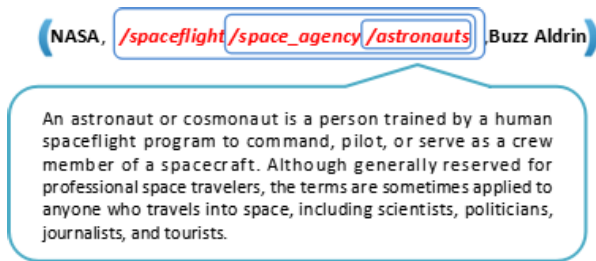 (NASA, /spaceflight/space_agency/astronauts ,Buzz Aldrin)
An astronaut or cosmonaut is a person trained by a human
spaceflight program to command, pilot, or serve as a crew
member of a spacecraft. Although generally reserved for
professional space travelers, the terms are sometimes applied to
anyone who travels into space, including scientists, politicians,
journalists, and tourists.